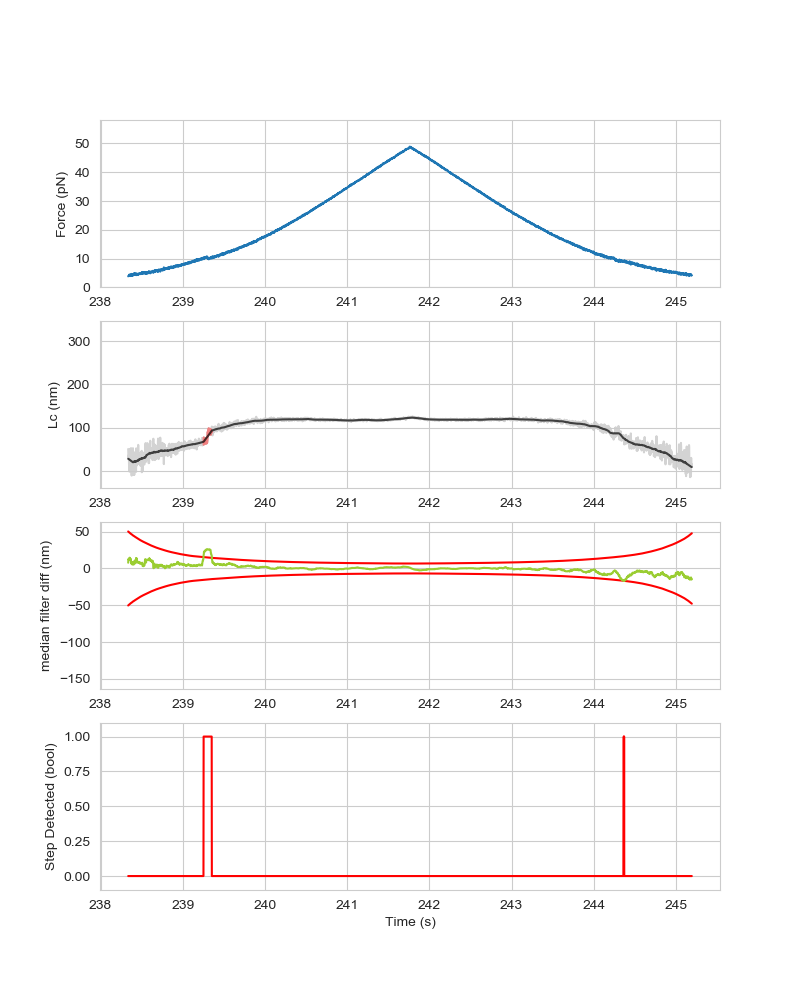 50
40
30
20
10
0
Force (pN)
238 239 240 241 242 243 244 245
300
200
100
0
Lc (nm)
238 239 240 241 242 243 244 245
50
0
−50
−100
−150
median filter diff (nm)
238 239 240 241 242 243 244 245
1.00
0.75
0.50
0.25
0.00
Step Detected (bool)
238 239 240 241 242 243 244 245
Time (s)